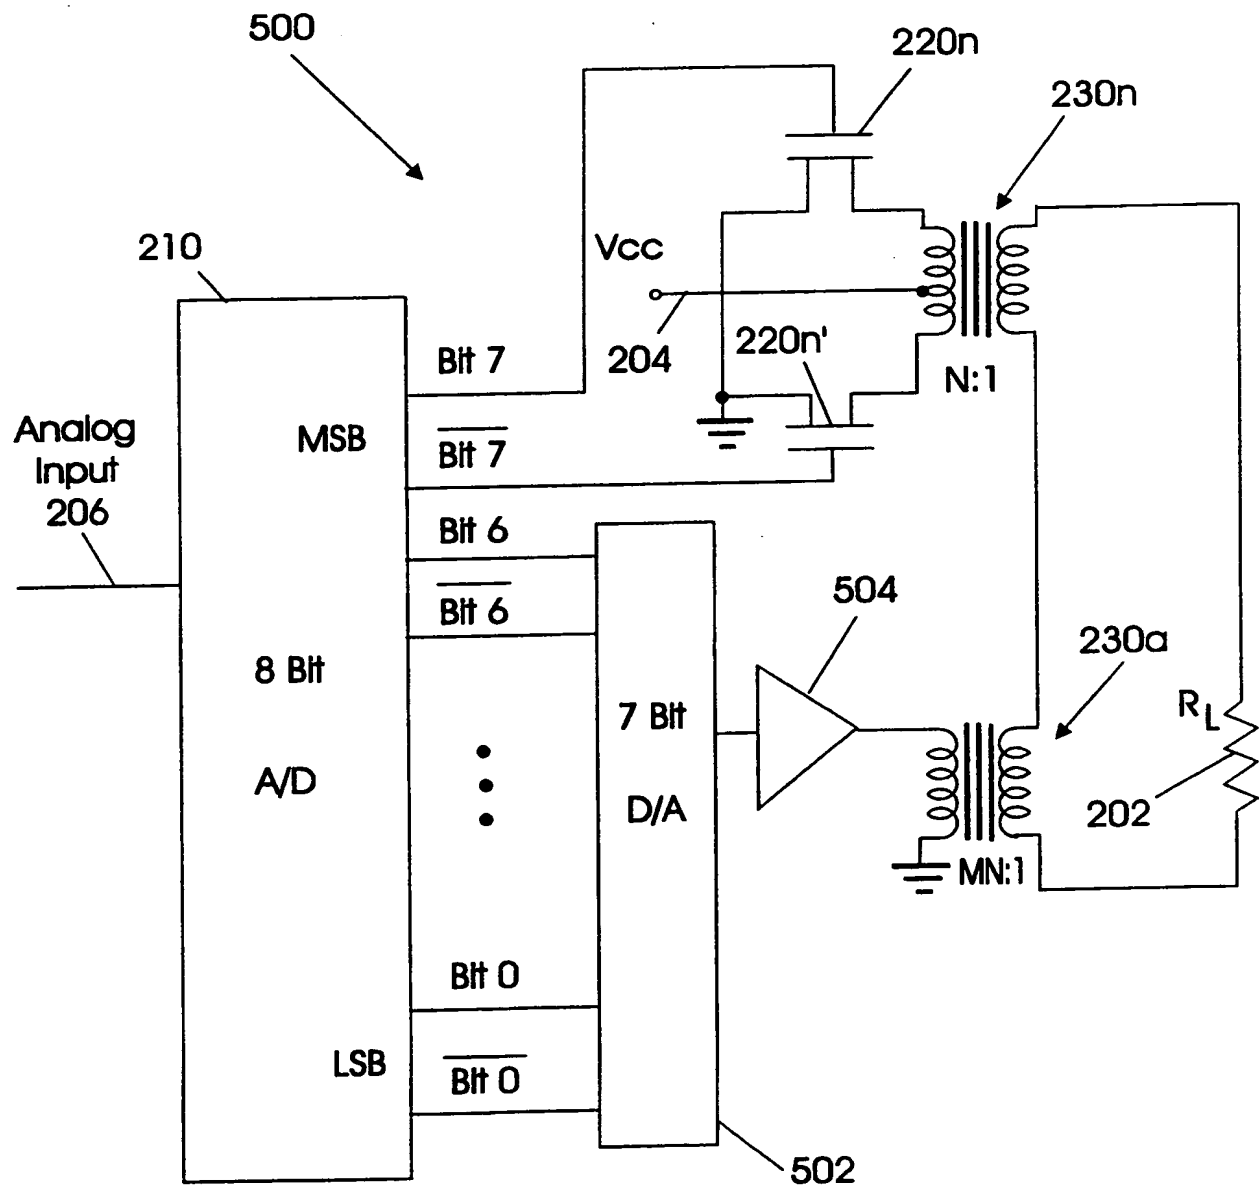 500
220n
230n
210
Vcc
204
220n'
N:1
Bit 7
MSB
Bit 7
Analog
Input
206
Bit 6
Bit 6
504
230a
8 Bit
7 Bit
RL
A/D
D/A
202
MN:1
Bit 0
LSB
Bit 0
502